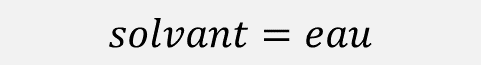 solvant = eau